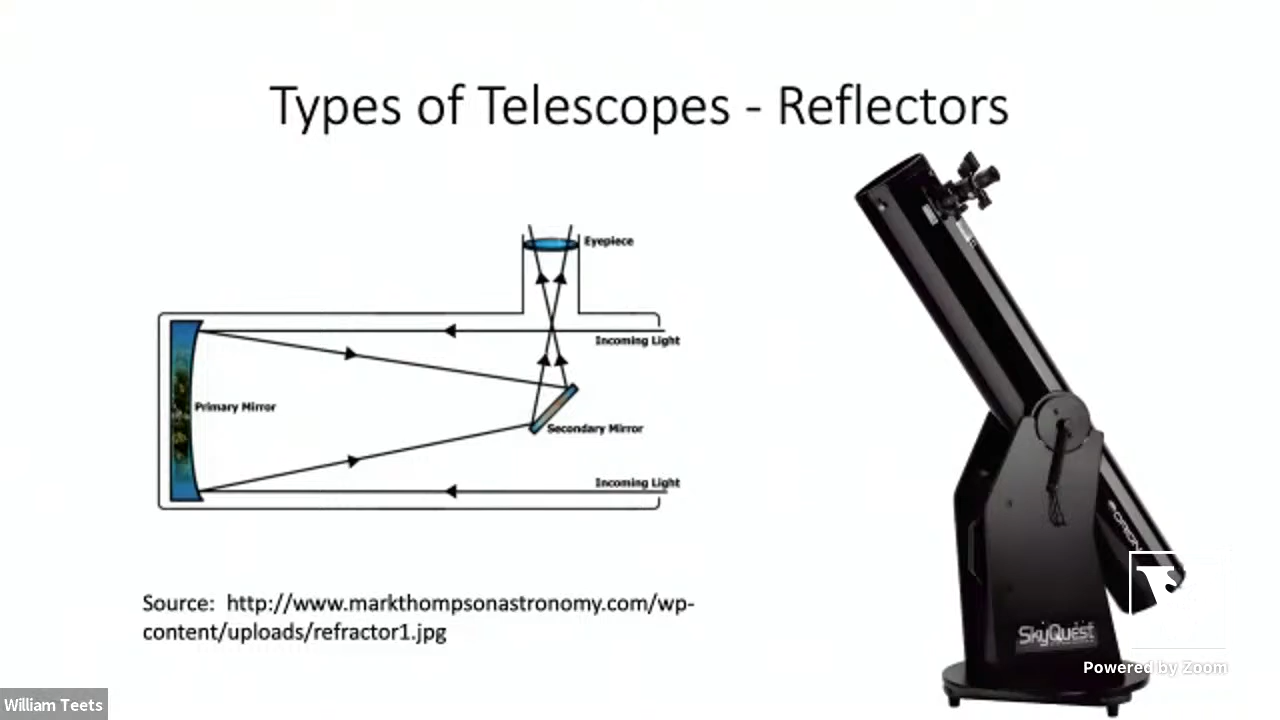 Types of Telescopes - Reflectors
Eyepiece
Incoming Light
Primary Mirror
Secondary Mirror
Incoming Light
ORION
SkyQuest
Source: http://www.markthompsonastronomy.com/wp-
content/uploads/refractor1.jpg
Powered by Zoom
William Teets